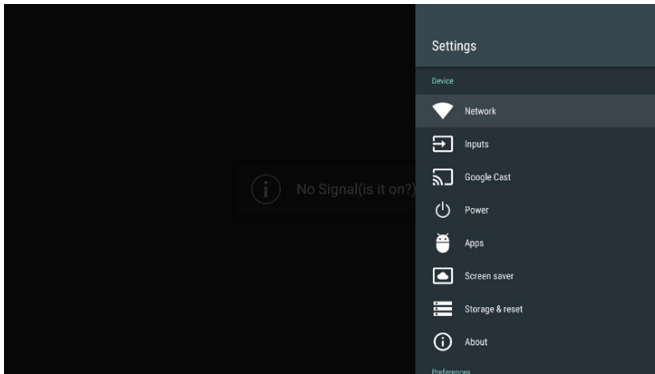 Settings
Device
Network
No Signal(is it on?)
Inputs
Google Cast
Power
Apps
Screen saver
Storage & reset
About
Preferences